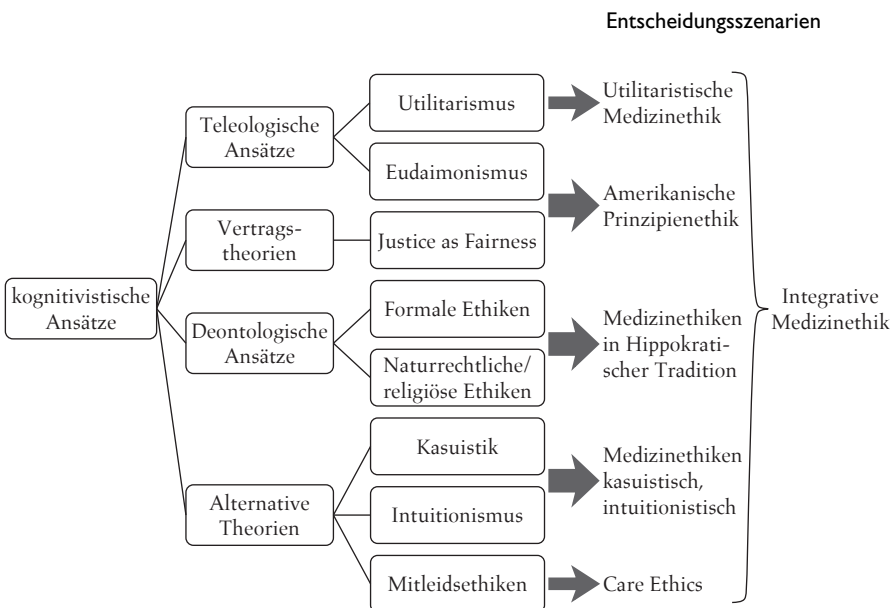 Entscheidungsszenarien
kognitivistische
Ansätze
Teleologische
Ansätze
Vertrags-
theorien
Deontologische
Ansätze
Alternative
Theorien
Utilitarismus
Eudaimonismus
Justice as Fairness
Formale Ethiken
Naturrechtliche/
religiöse Ethiken
Kasuistik
Intuitionismus
Mitleidsethiken
Utilitaristische
Medizinethik
Amerikanische
Prinzipienethik
Medizinethiken
in Hippokrati-
scher Tradition
Medizinethiken
kasuistisch,
intuitionistisch
Care Ethics
Integrative
Medizinethik